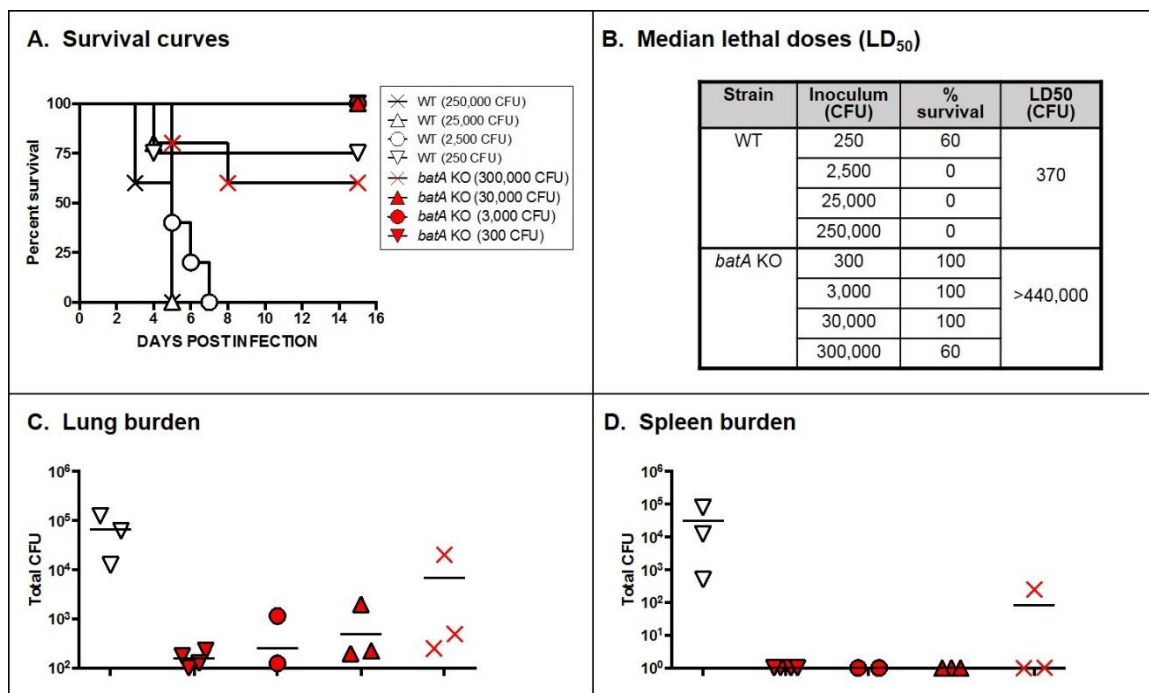 A. Survival curves
Percent survival
100
75
50
25
0
0 2 4 6 8 10 12 14 16
DAYS POST INFECTION
WT (250,000 CFU)
WT (25,000 CFU)
WT (2,500 CFU)
WT (250 CFU)
batA KO (300,000 CFU)
batA KO (30,000 CFU)
batA KO (3,000 CFU)
batA KO (300 CFU)
B. Median lethal doses (LD50)
Strain Inoculum (CFU) % survival LD50 (CFU)
WT 250 60 370
2,500 0
25,000 0
250,000 0
batA KO 300 100 >440,000
3,000 100
30,000 100
300,000 60
C. Lung burden
Total CFU
10^6
10^5
10^4
10^3
10^2
D. Spleen burden
Total CFU
10^6
10^5
10^4
10^3
10^2
10^1
10^0